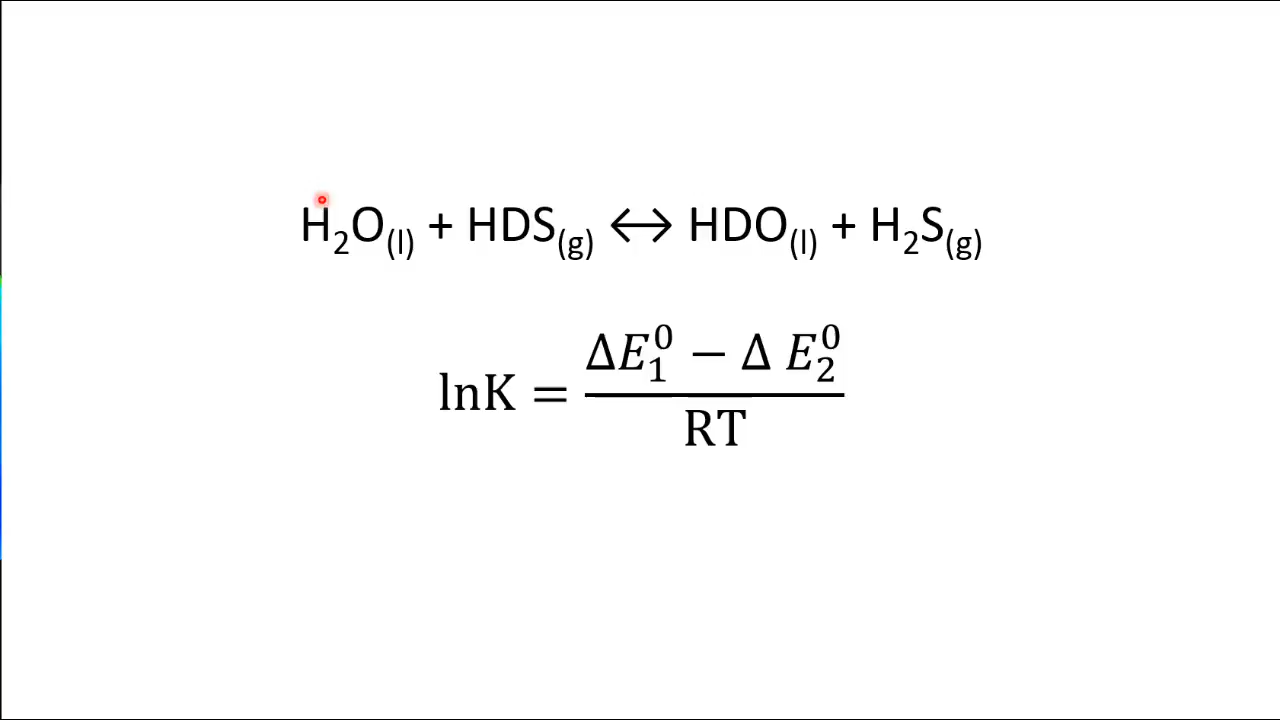 H₂O₍l₎ + HDS₍g₎ ↔ HDO₍l₎ + H₂S₍g₎
lnK = (ΔE₁⁰ − Δ E₂⁰) / RT